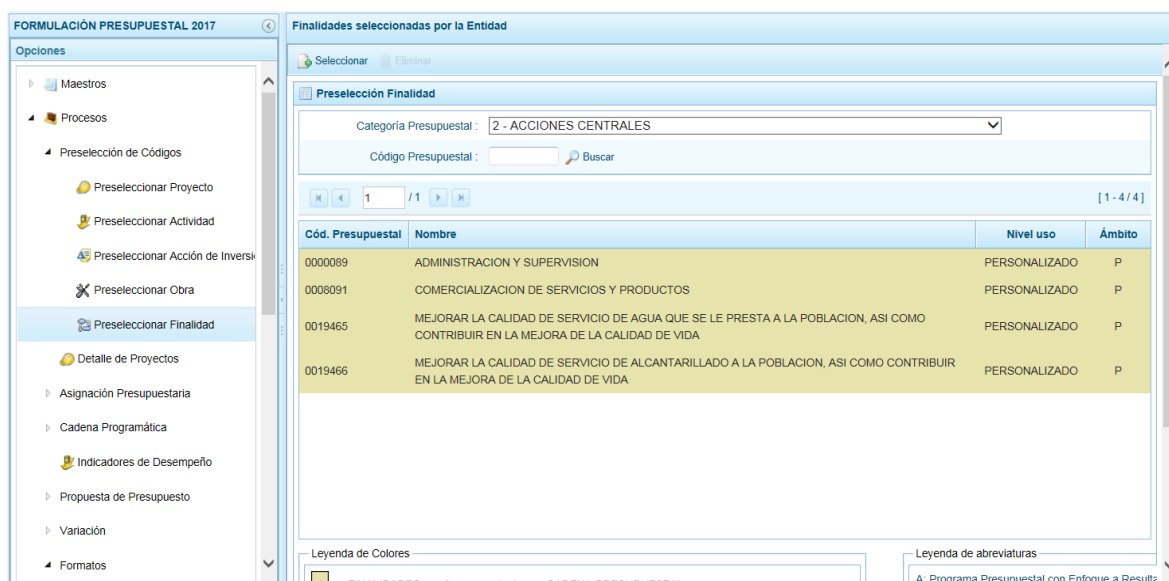 FORMULACIÓN PRESUPUESTAL 2017
Opciones
Maestros
Procesos
Preselección de Códigos
Preseleccionar Proyecto
Preseleccionar Actividad
Preseleccionar Acción de Inversi
Preseleccionar Obra
Preseleccionar Finalidad
Detalle de Proyectos
Asignación Presupuestaria
Cadena Programática
Indicadores de Desempeño
Propuesta de Presupuesto
Variación
Formatos
Finalidades seleccionadas por la Entidad
Seleccionar Eliminar
Preselección Finalidad
Categoría Presupuestal : 2 - ACCIONES CENTRALES
Código Presupuestal : Buscar
1 / 1 [ 1 - 4 / 4 ]
Cód. Presupuestal Nombre Nivel uso Ámbito
0000089 ADMINISTRACION Y SUPERVISION PERSONALIZADO P
0008091 COMERCIALIZACION DE SERVICIOS Y PRODUCTOS PERSONALIZADO P
0019465 MEJORAR LA CALIDAD DE SERVICIO DE AGUA QUE SE LE PRESTA A LA POBLACION, ASI COMO
CONTRIBUIR EN LA MEJORA DE LA CALIDAD DE VIDA PERSONALIZADO P
0019466 MEJORAR LA CALIDAD DE SERVICIO DE ALCANTARILLADO A LA POBLACION, ASI COMO CONTRIBUIR
EN LA MEJORA DE LA CALIDAD DE VIDA PERSONALIZADO P
Leyenda de Colores
Leyenda de abreviaturas
A: Programa Presupuestal con Enfoque a Resulta